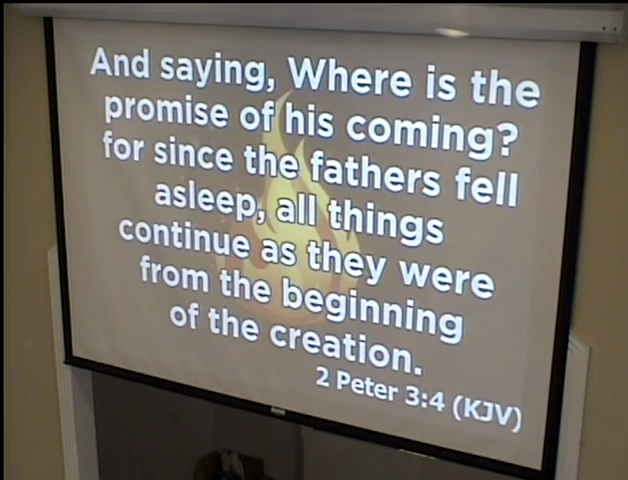 And saying, Where is the
promise of his coming?
for since the fathers fell
asleep, all things
continue as they were
from the beginning
of the creation.
2 Peter 3:4 (KJV)